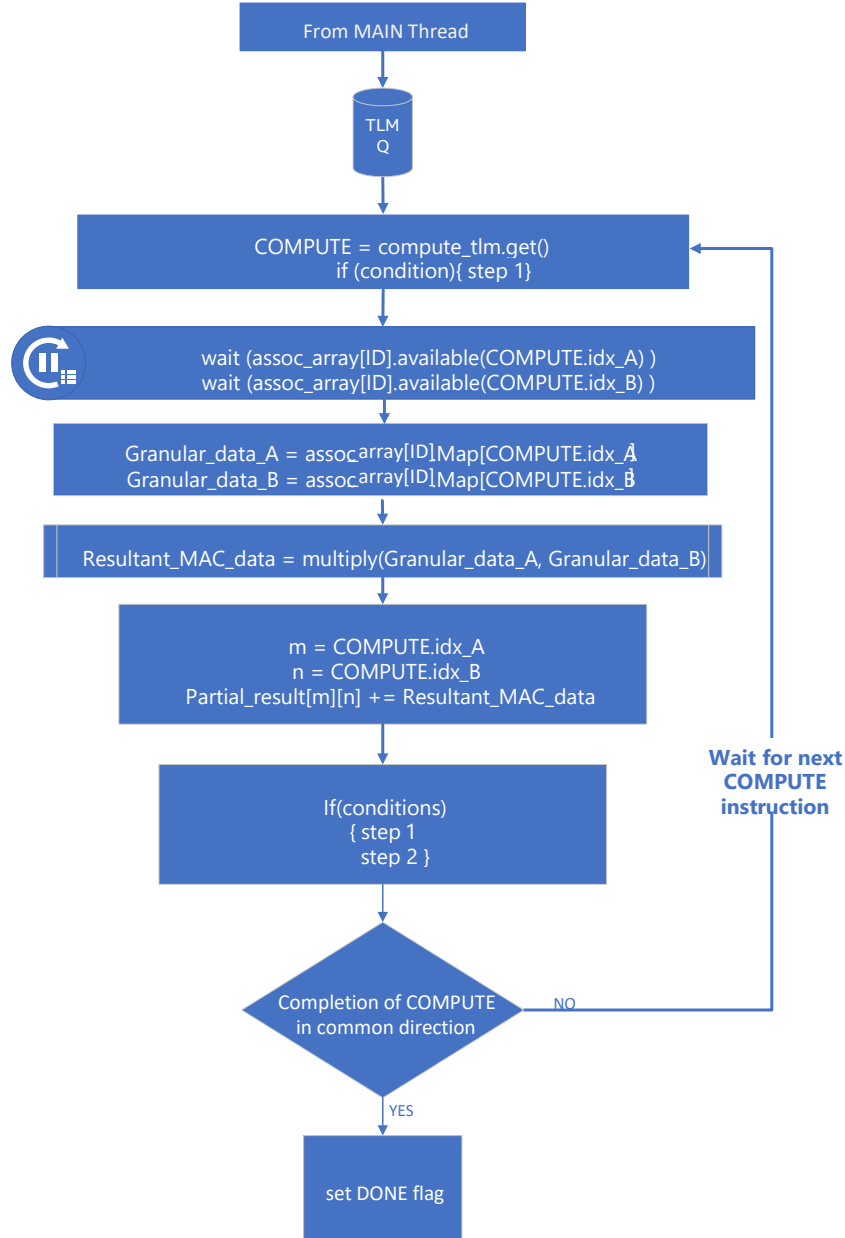 From MAIN Thread
TLM
Q
COMPUTE = compute_tlm.get()
if (condition){ step 1}
wait (assoc_array[ID].available(COMPUTE.idx_A) )
wait (assoc_array[ID].available(COMPUTE.idx_B) )
Granular_data_A = assoc_array[ID].Map[COMPUTE.idx_A]
Granular_data_B = assoc_array[ID].Map[COMPUTE.idx_B]
Resultant_MAC_data = multiply(Granular_data_A, Granular_data_B)
m = COMPUTE.idx_A
n = COMPUTE.idx_B
Partial_result[m][n] += Resultant_MAC_data
Wait for next
COMPUTE
instruction
If(conditions)
{ step 1
step 2 }
Completion of COMPUTE
in common direction
NO
YES
set DONE flag